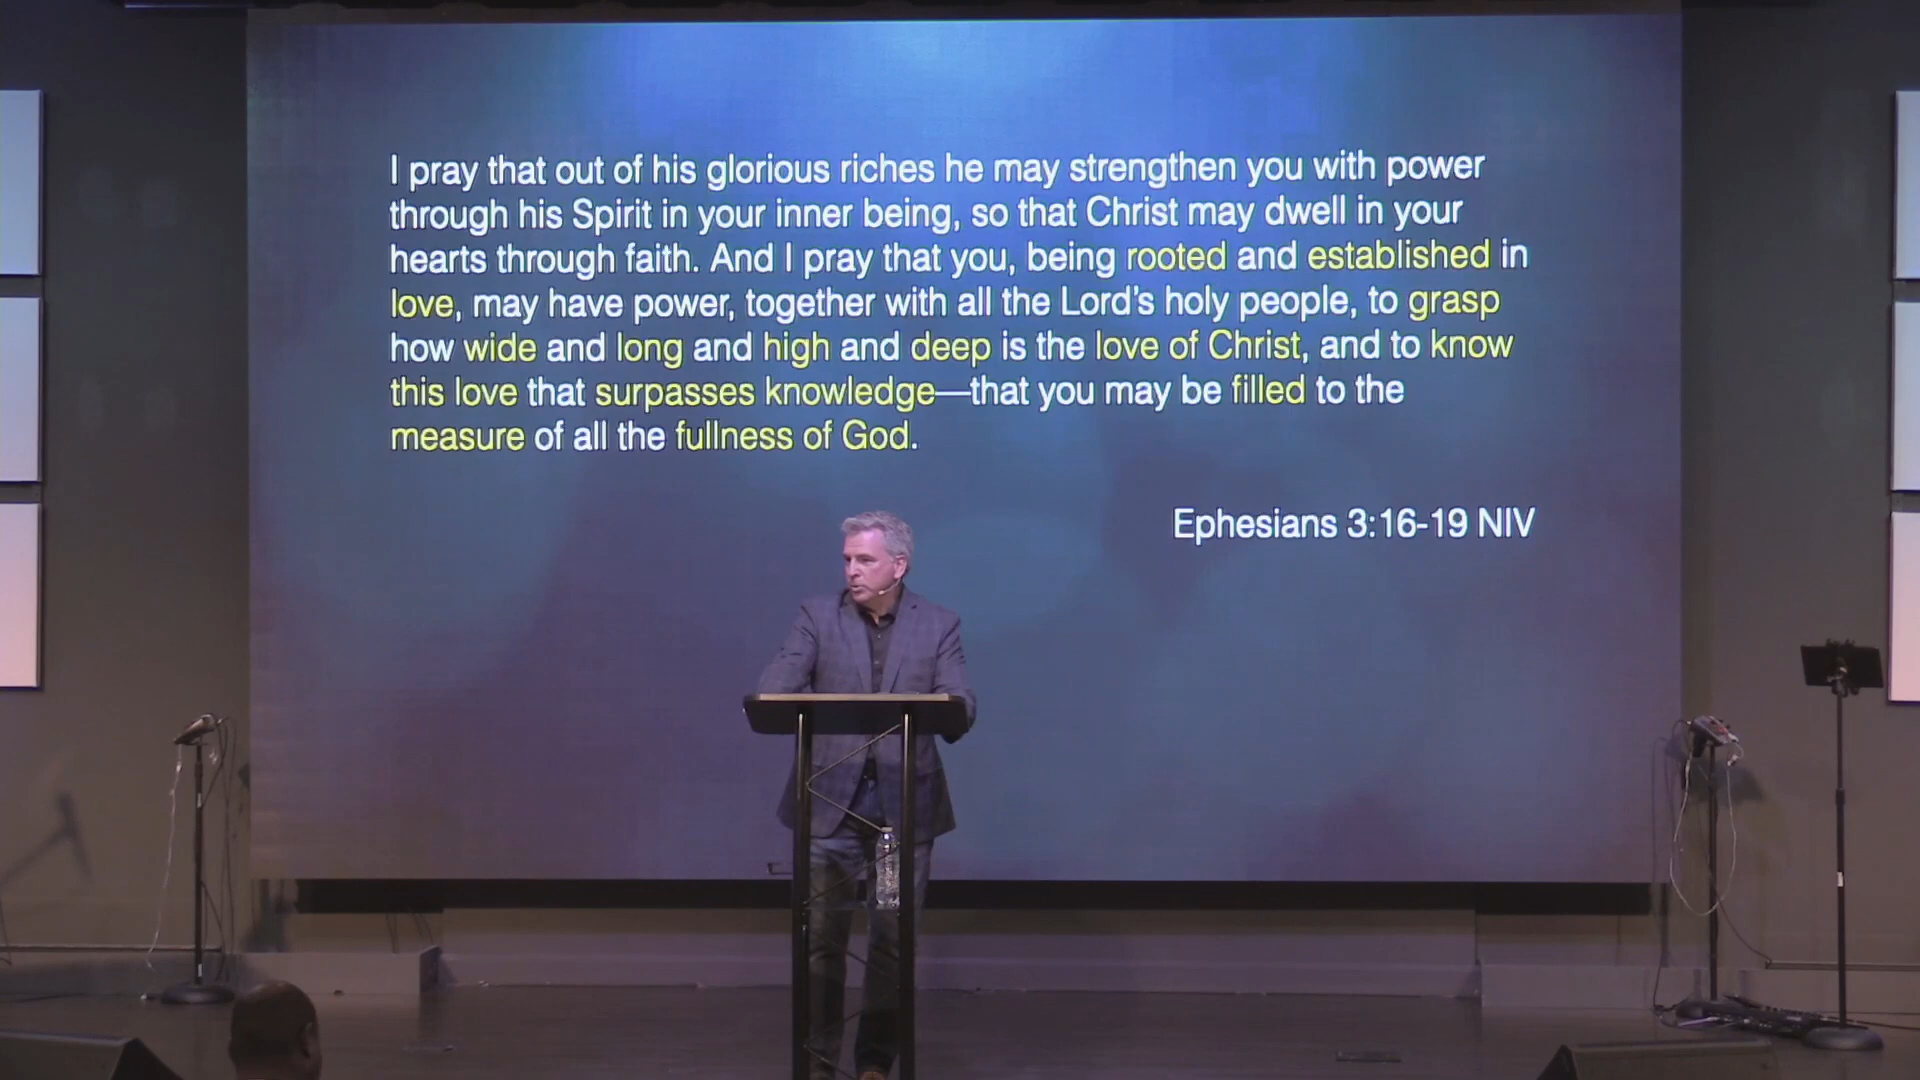 I pray that out of his glorious riches he may strengthen you with power
through his Spirit in your inner being, so that Christ may dwell in your
hearts through faith. And I pray that you, being rooted and established in
love, may have power, together with all the Lord’s holy people, to grasp
how wide and long and high and deep is the love of Christ, and to know
this love that surpasses knowledge—that you may be filled to the
measure of all the fullness of God.
Ephesians 3:16-19 NIV